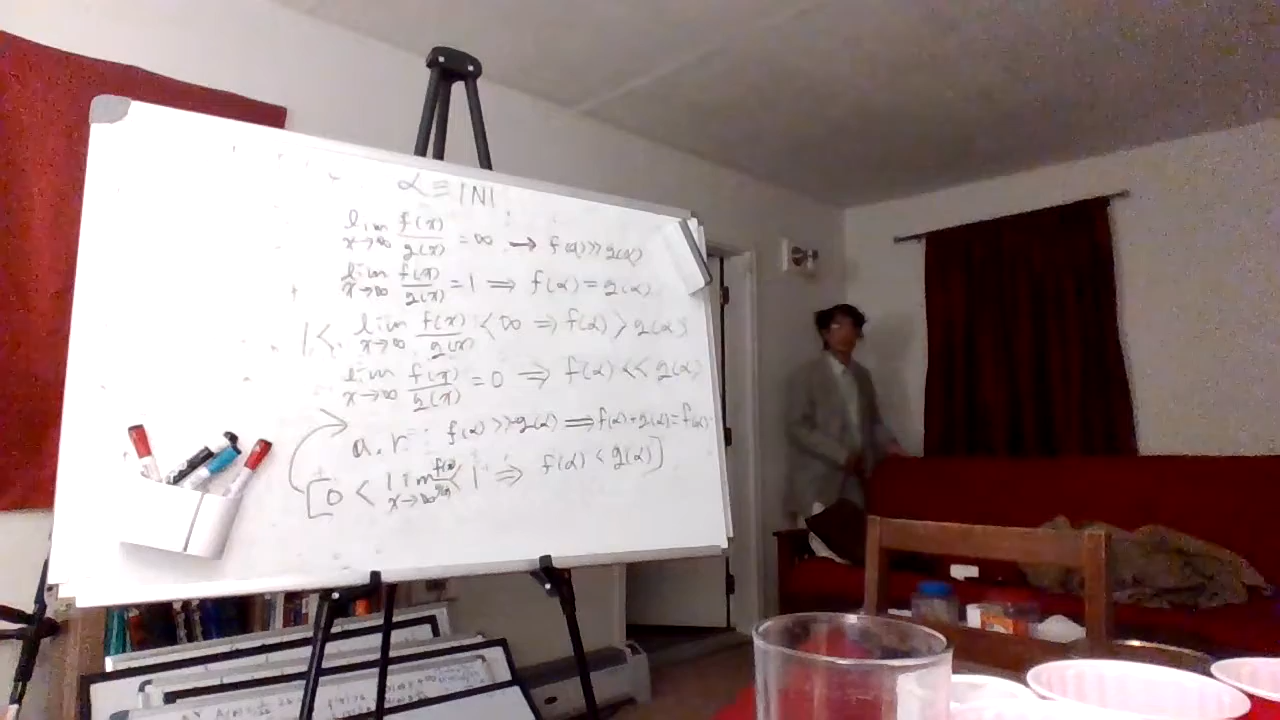 α ≡ |N|
lim x→∞ f(x)/g(x) = ∞ → f(α) >> g(α)
lim x→∞ f(x)/g(x) = 1 ⇒ f(α) = g(α)
1 < lim x→∞ f(x)/g(x) < ∞ ⇒ f(α) > g(α)
lim x→∞ f(x)/g(x) = 0 ⇒ f(α) << g(α)
a.r : f(α) >> g(α) ⇒ f(α) + g(α) = f(α)
[0 < lim x→∞ f(x)/g(x) < 1 ⇒ f(α) < g(α)]